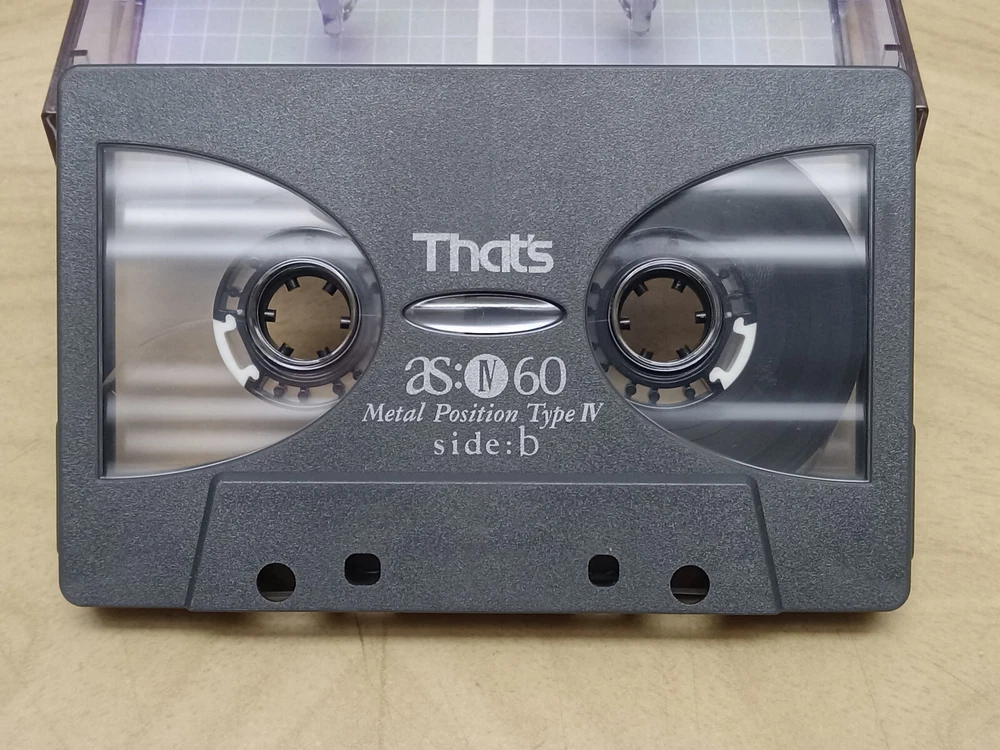 That's
as:IV60
Metal Position Type IV
side:b